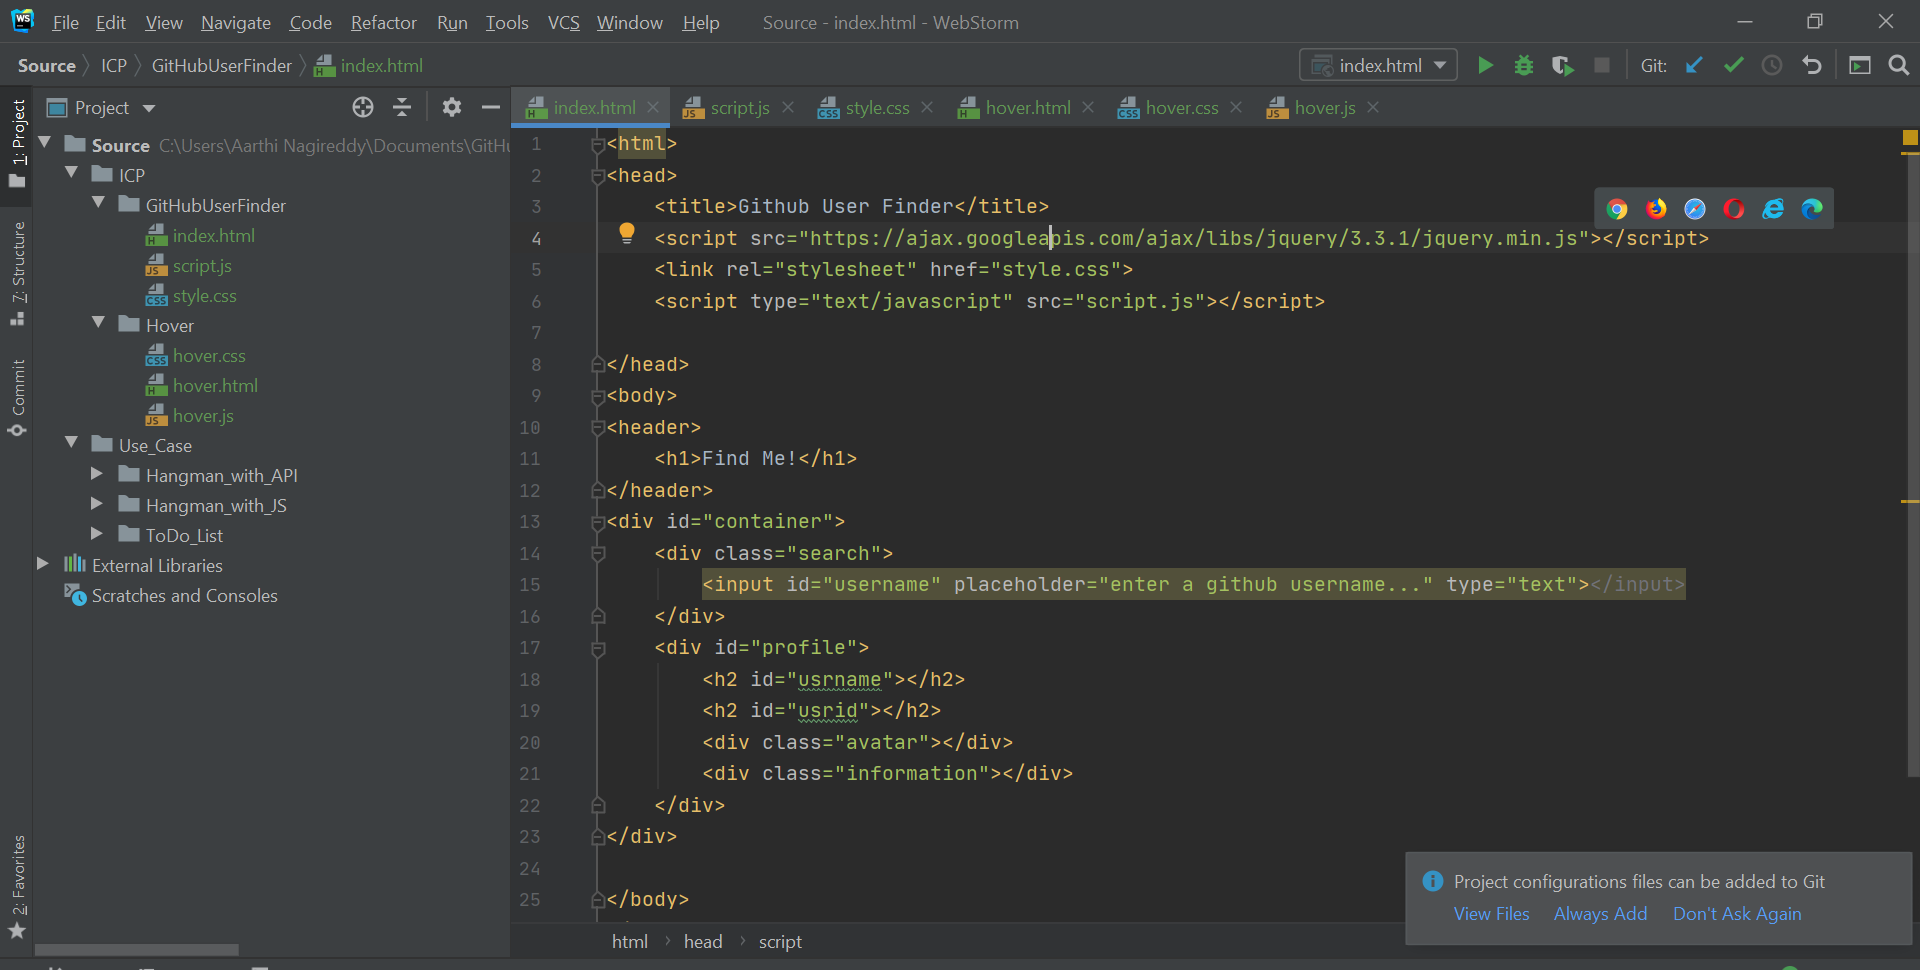 WS File Edit View Navigate Code Refactor Run Tools VCS Window Help Source - index.html - WebStorm
Source ICP GitHubUserFinder index.html
index.html Git:
Project
index.html script.js style.css hover.html hover.css hover.js
1: Project
7: Structure
Commit
2: Favorites
Source C:\Users\Aarthi Nagireddy\Documents\GitHu
ICP
GitHubUserFinder
index.html
script.js
style.css
Hover
hover.css
hover.html
hover.js
Use_Case
Hangman_with_API
Hangman_with_JS
ToDo_List
External Libraries
Scratches and Consoles
1 <html>
2 <head>
3 <title>Github User Finder</title>
4 <script src="https://ajax.googleapis.com/ajax/libs/jquery/3.3.1/jquery.min.js"></script>
5 <link rel="stylesheet" href="style.css">
6 <script type="text/javascript" src="script.js"></script>
7
8 </head>
9 <body>
10 <header>
11 <h1>Find Me!</h1>
12 </header>
13 <div id="container">
14 <div class="search">
15 <input id="username" placeholder="enter a github username..." type="text"></input>
16 </div>
17 <div id="profile">
18 <h2 id="usrname"></h2>
19 <h2 id="usrid"></h2>
20 <div class="avatar"></div>
21 <div class="information"></div>
22 </div>
23 </div>
24
25 </body>
Project configurations files can be added to Git
View Files Always Add Don't Ask Again
html head script